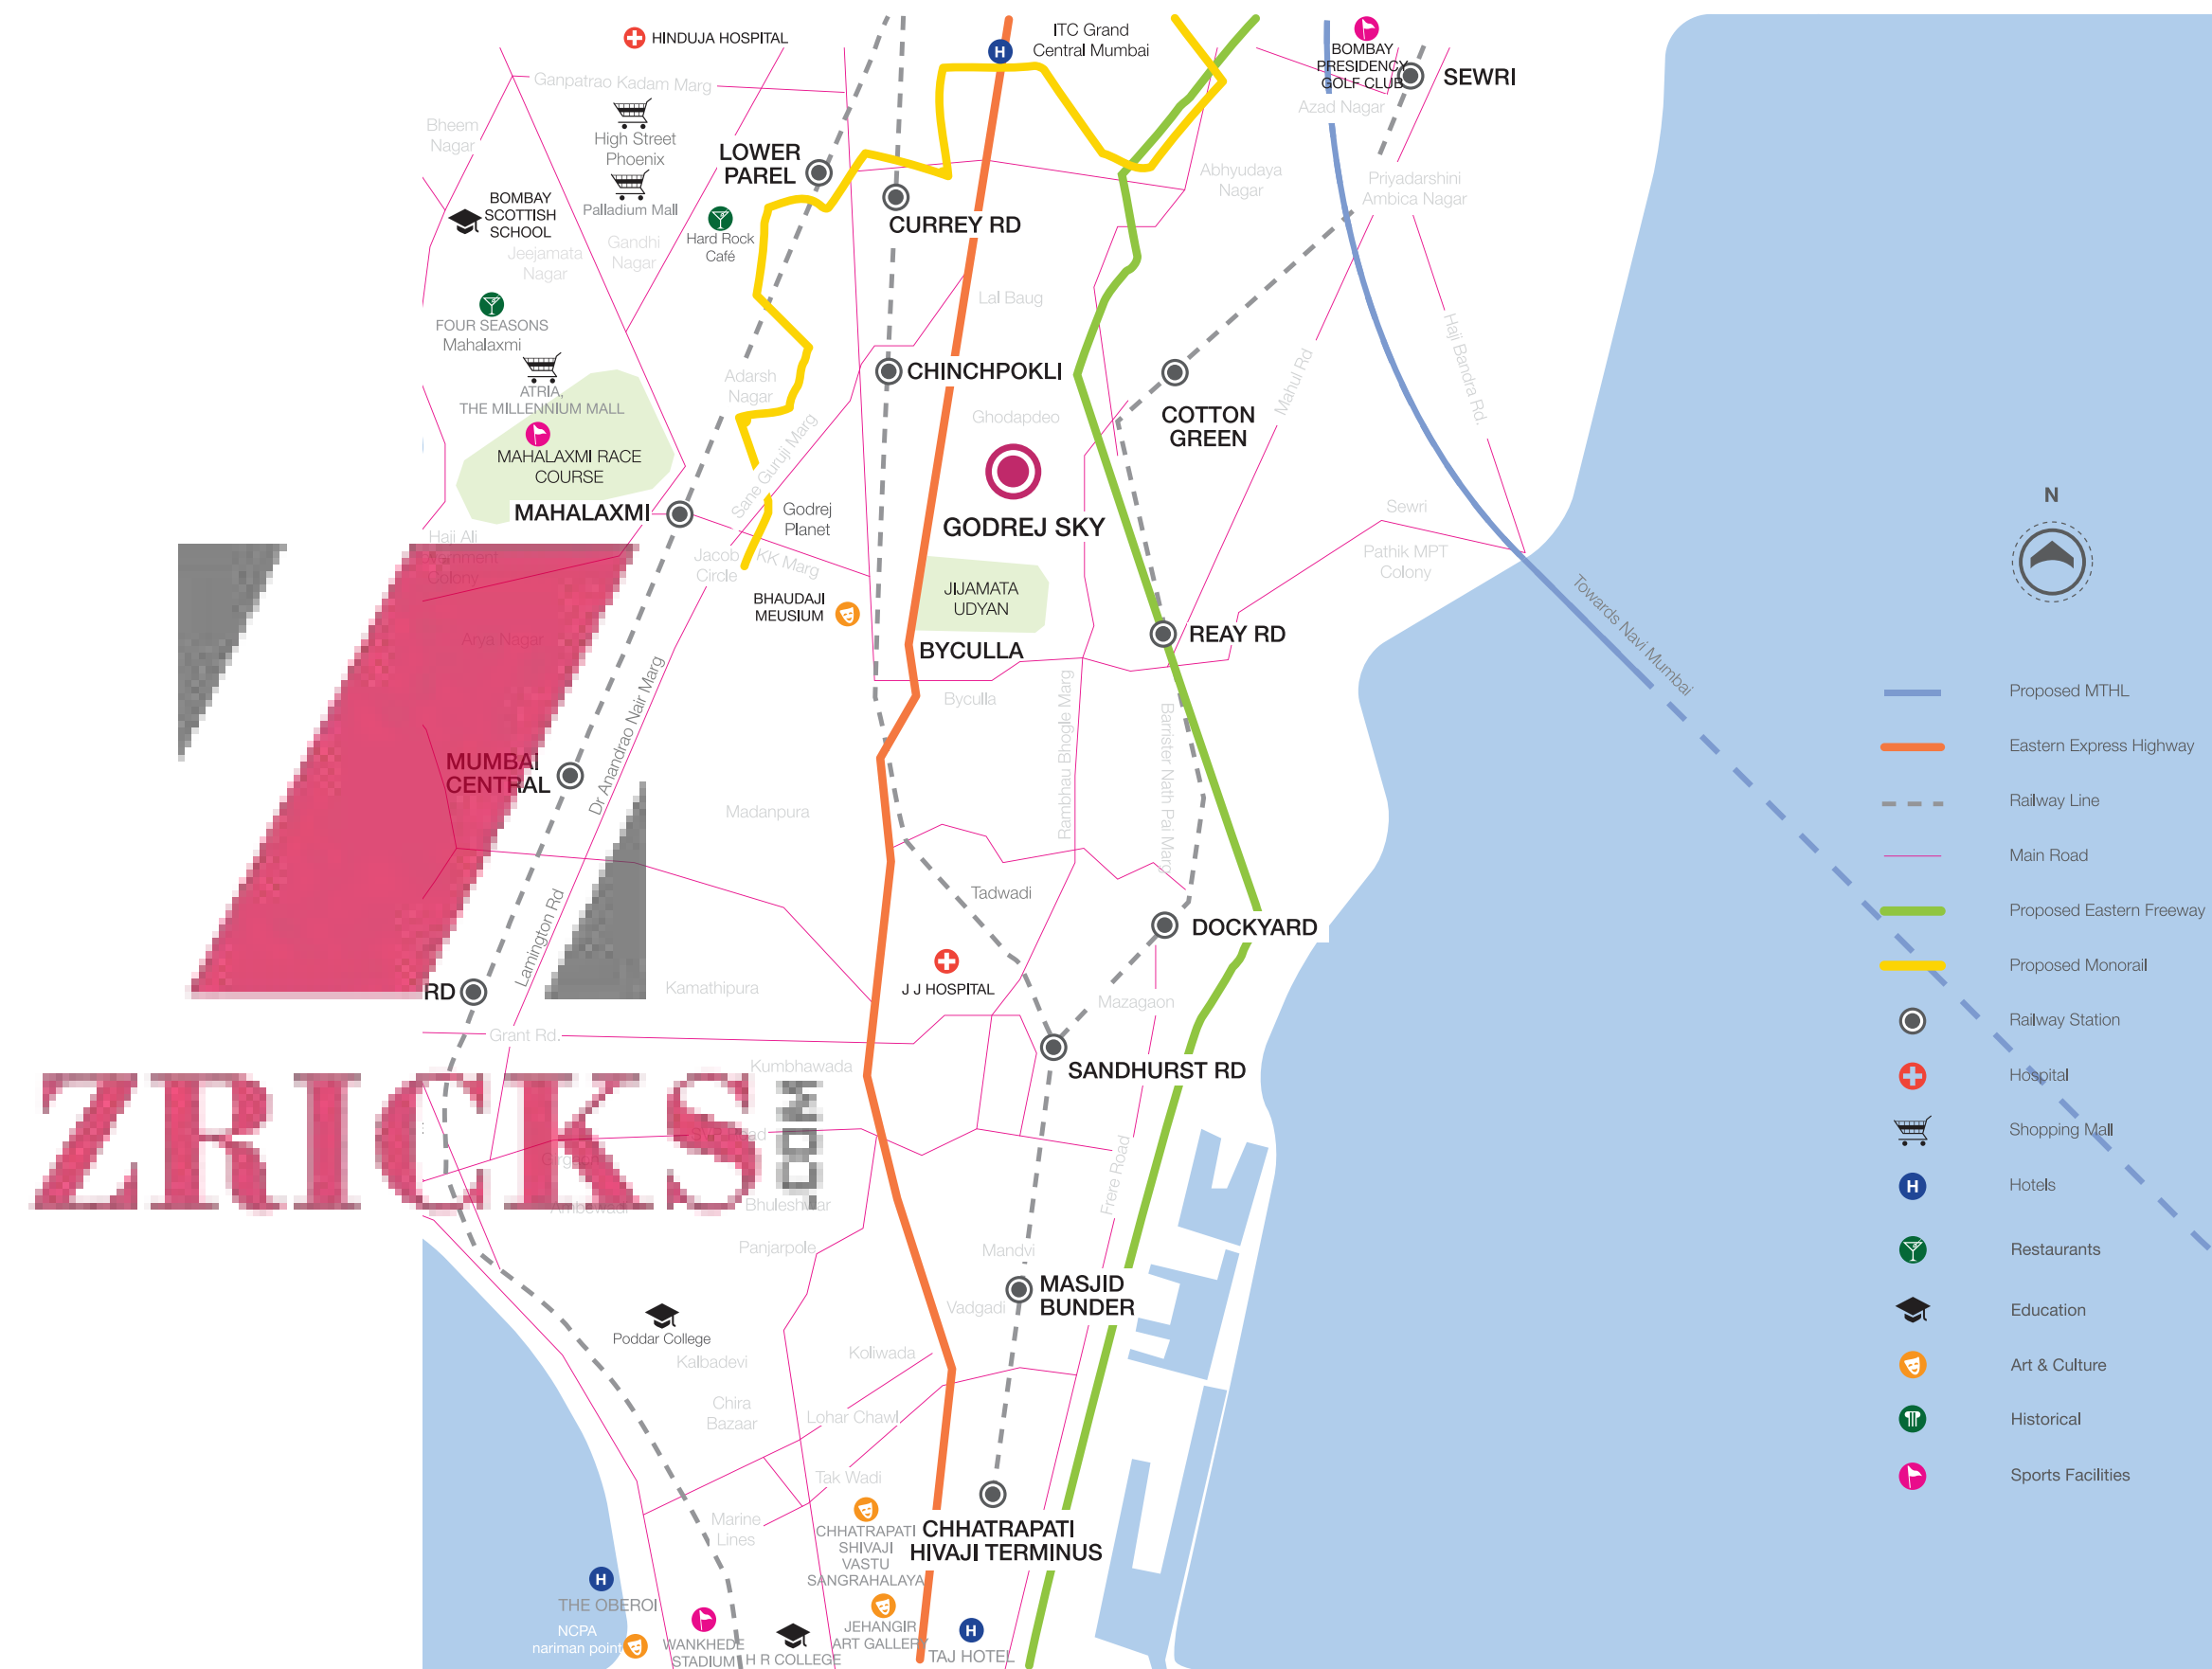 HINDUJA HOSPITAL
ITC Grand
Central Mumbai
BOMBAY
PRESIDENCY
GOLF CLUB
SEWRI
Ganpatrao Kadam Marg
Azad Nagar
Bheem
Nagar
High Street
Phoenix
LOWER
PAREL
Abhyudaya
Nagar
Priyadarshini
Ambica Nagar
BOMBAY
SCOTTISH
SCHOOL
Palladium Mall
CURREY RD
Hard Rock
Café
Gandhi
Nagar
Jeejamata
Nagar
Lal Baug
FOUR SEASONS
Mahalaxmi
Haji Bandra Rd.
Mahul Rd
CHINCHPOKLI
ATRIA,
THE MILLENNIUM MALL
Adarsh
Nagar
Ghodapdeo
COTTON
GREEN
MAHALAXMI RACE
COURSE
Sane Guruji Marg
MAHALAXMI
Godrej
Planet
GODREJ SKY
Sewri
N
Haji Ali
Colony
Jacob
Circle
KK Marg
Pathik MPT
Colony
Towards Navi Mumbai
BHAUDAJI
MEUSIUM
JIJAMATA
UDYAN
Arya Nagar
BYCULLA
REAY RD
Byculla
Dr Anandrao Nair Marg
Rambhau Bhogle Marg
Barrister Nath Pai Marg
MUMBAI
CENTRAL
Madanpura
Tadwadi
Lamington Rd
DOCKYARD
RD
Kamathipura
J J HOSPITAL
Mazagaon
Grant Rd.
Kumbhawada
SANDHURST RD
ZRICKS
.COM
Bhuleshwar
Frere Road
Panjarpole
Mandvi
MASJID
BUNDER
Vadgadi
Poddar College
Kalbadevi
Koliwada
Chira
Bazaar
Lohar Chawl
Tak Wadi
Marine
Lines
CHHATRAPATI
SHIVAJI
VASTU
SANGRAHALAYA
CHHATRAPATI
HIVAJI TERMINUS
THE OBEROI
NCPA
nariman point
WANKHEDE
STADIUM
H R COLLEGE
JEHANGIR
ART GALLERY
TAJ HOTEL
Proposed MTHL
Eastern Express Highway
Railway Line
Main Road
Proposed Eastern Freeway
Proposed Monorail
Railway Station
Hospital
Shopping Mall
H
Hotels
Restaurants
Education
Art & Culture
Historical
Sports Facilities